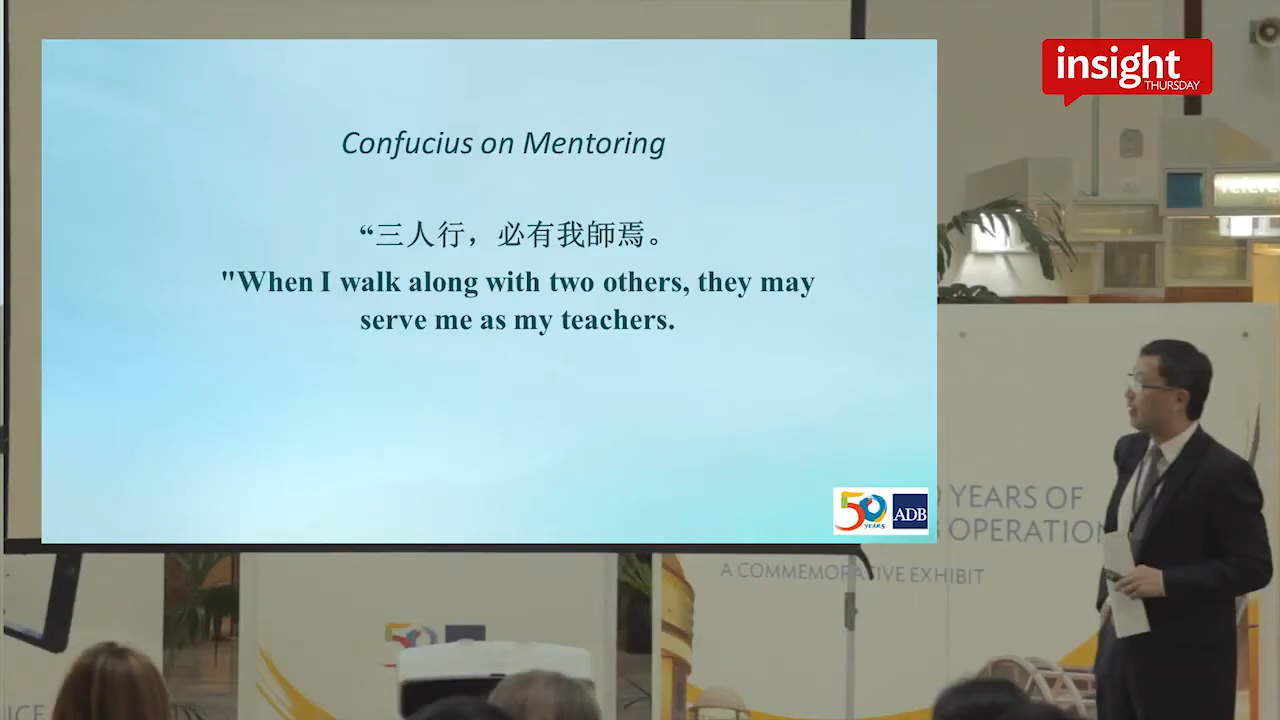 insight
THURSDAY
Confucius on Mentoring
“三人行，必有我師焉。
"When I walk along with two others, they may
serve me as my teachers.
50
YEARS
ADB
YEARS OF
OPERATION
A COMMEMORATIVE EXHIBIT
50